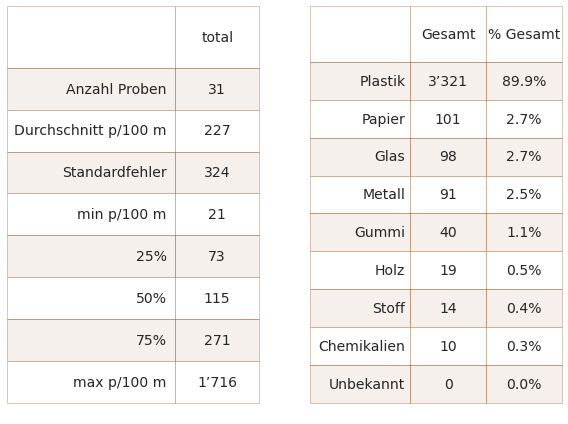 total
Anzahl Proben 31
Durchschnitt p/100 m 227
Standardfehler 324
min p/100 m 21
25% 73
50% 115
75% 271
max p/100 m 1’716
Gesamt % Gesamt
Plastik 3’321 89.9%
Papier 101 2.7%
Glas 98 2.7%
Metall 91 2.5%
Gummi 40 1.1%
Holz 19 0.5%
Stoff 14 0.4%
Chemikalien 10 0.3%
Unbekannt 0 0.0%